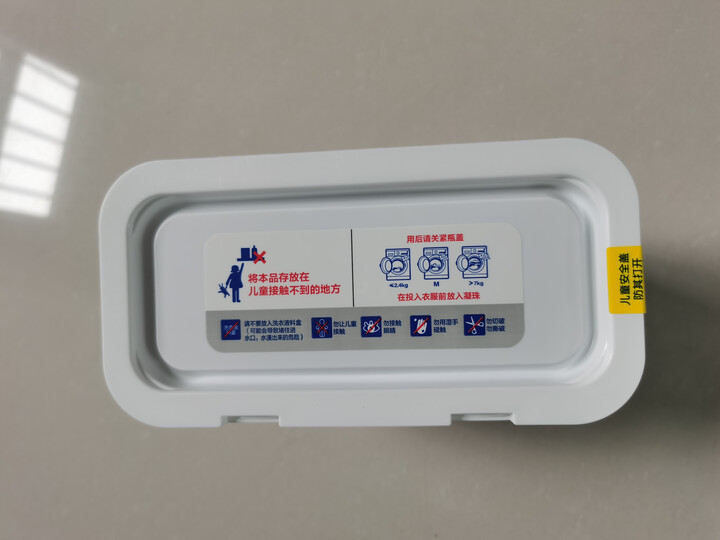 将本品存放在
儿童接触不到的地方
用后请关紧瓶盖
≤2.4kg
M
>7kg
在投入衣服前放入凝珠
请不要放入洗衣液料盒
（可能会导致堵住进
水口，水漫出来的危险）
勿让儿童
接触
勿接触
眼睛
勿用湿手
碰触
勿切破
勿撕破
儿童安全盖
防其打开